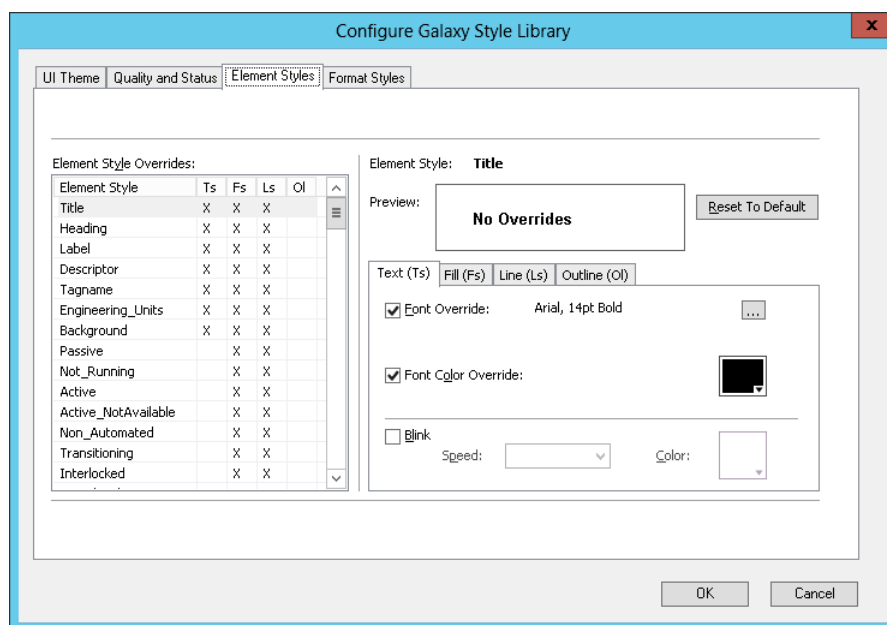 Configure Galaxy Style Library
x
UI Theme Quality and Status Element Styles Format Styles
Element Style Overrides:
Element Style Ts Fs Ls Ol
Title X X X
Heading X X X
Label X X X
Descriptor X X X
Tagname X X X
Engineering_Units X X X
Background X X X
Passive X X
Not_Running X X
Active X X
Active_NotAvailable X X
Non_Automated X X
Transitioning X X
Interlocked X X
Element Style: Title
Preview: No Overrides Reset To Default
Text (Ts) Fill (Fs) Line (Ls) Outline (Ol)
Font Override: Arial, 14pt Bold ...
Font Color Override:
Blink
Speed: Color:
OK Cancel